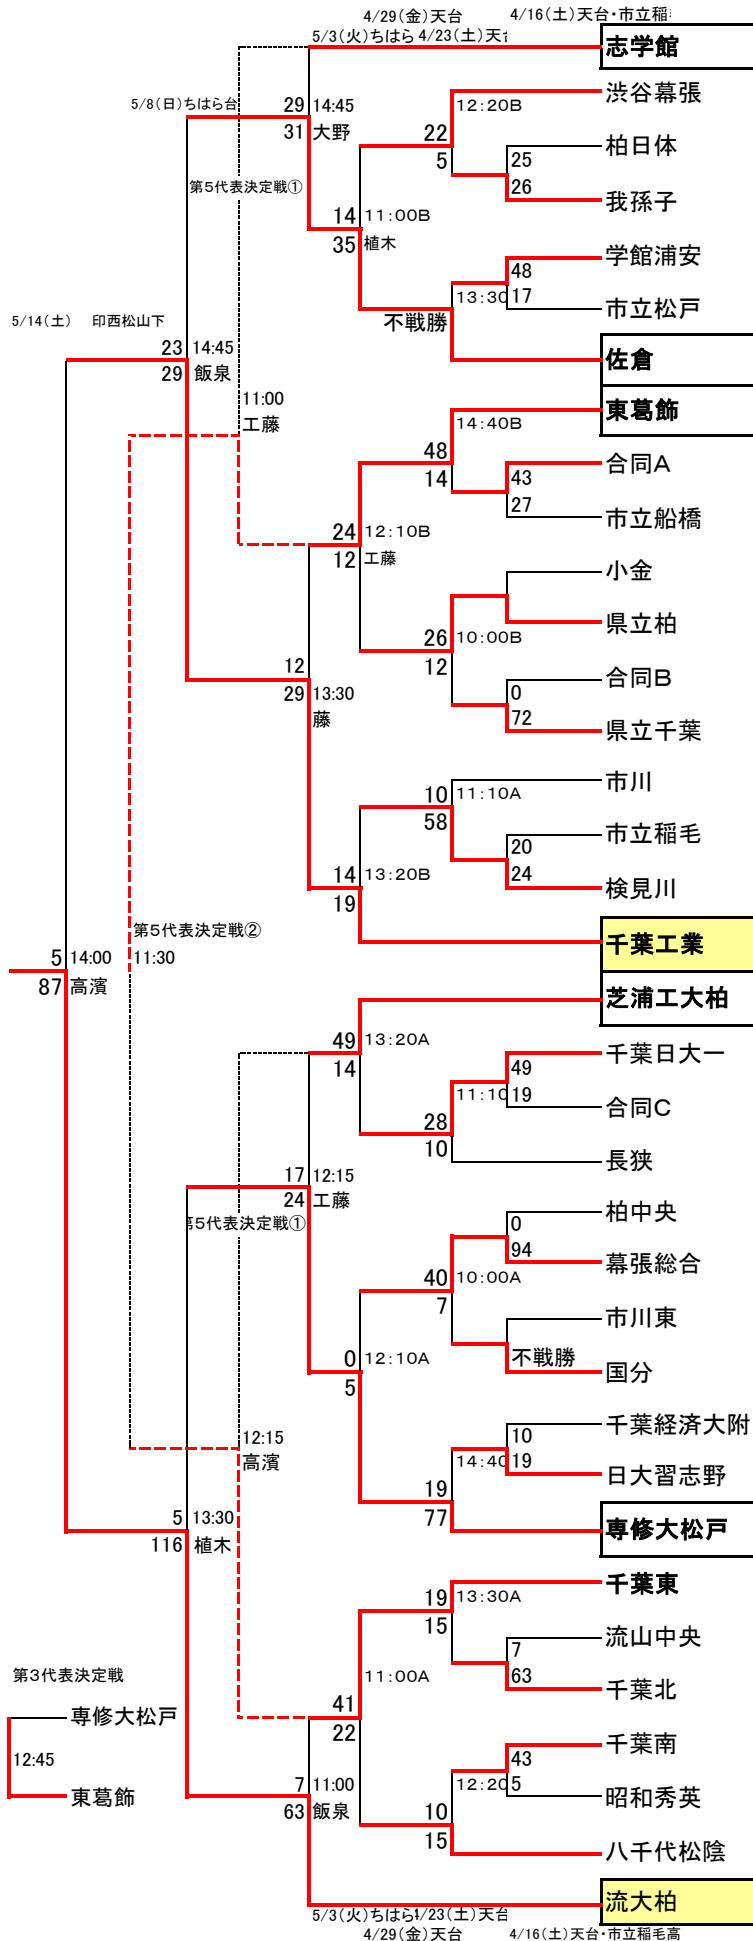 4/29(金)天台
4/16(土)天台・市立稲
5/3(火)ちはら
4/23(土)天台
志学館
5/8(日)ちはら台
29
14:45
31
大野
12:20B
渋谷幕張
22
5
柏日体
25
26
我孫子
第5代表決定戦①
14
11:00B
35
植木
学館浦安
48
13:30
17
市立松戸
不戦勝
佐倉
5/14(土) 印西松山下
23
14:45
29
飯泉
11:00
工藤
東葛飾
14:40B
48
14
合同A
43
27
市立船橋
24
12:10B
12
工藤
小金
県立柏
26
10:00B
12
合同B
0
72
県立千葉
12
29
13:30
藤
市川
10
11:10A
58
市立稲毛
20
24
検見川
14
13:20B
19
第5代表決定戦②
11:30
千葉工業
5
14:00
87
高濱
芝浦工大柏
49
13:20A
14
千葉日大一
49
11:10
19
合同C
28
10
長狭
17
12:15
24
工藤
第5代表決定戦①
柏中央
0
94
幕張総合
40
10:00A
7
市川東
不戦勝
国分
0
12:10A
5
千葉経済大附
10
14:40
19
日大習志野
19
77
専修大松戸
12:15
高濱
5
13:30
116
植木
千葉東
19
13:30A
15
流山中央
7
63
千葉北
11:00A
41
22
千葉南
43
12:20
5
昭和秀英
10
15
八千代松陰
第3代表決定戦
専修大松戸
12:45
東葛飾
7
11:00
63
飯泉
流大柏
5/3(火)ちはら
4/23(土)天台
4/29(金)天台
4/16(土)天台・市立稲毛高